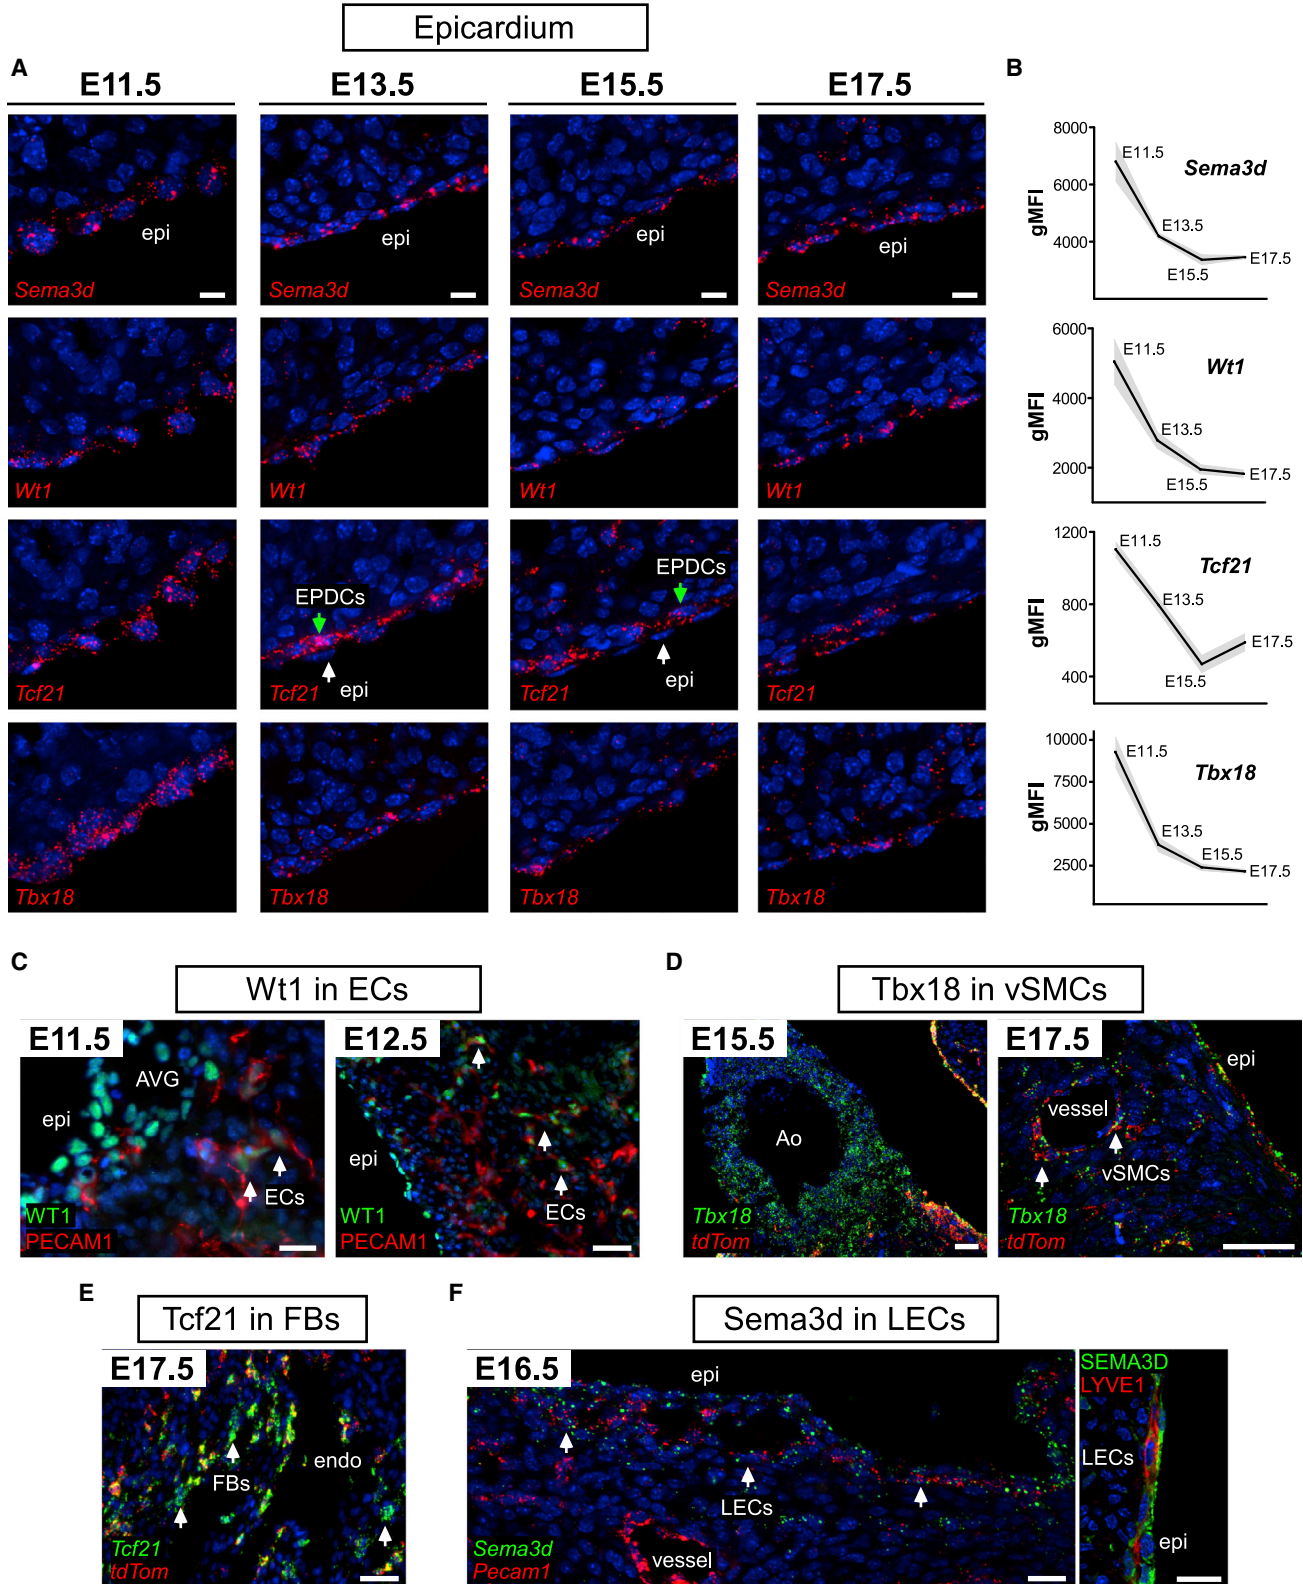 Epicardium
A
E11.5 E13.5 E15.5 E17.5
epi epi epi epi
Sema3d Sema3d Sema3d Sema3d
Wt1 Wt1 Wt1 Wt1
EPDCs EPDCs
epi epi
Tcf21 Tcf21 Tcf21 Tcf21
Tbx18 Tbx18 Tbx18 Tbx18
B
8000
6000
4000
gMFI
E11.5
Sema3d
E13.5
E15.5
E17.5
6000
4000
2000
gMFI
E11.5
Wt1
E13.5
E15.5
E17.5
1200
800
400
gMFI
E11.5
Tcf21
E13.5
E15.5
E17.5
10000
7500
5000
2500
gMFI
E11.5
Tbx18
E13.5
E15.5
E17.5
C
Wt1 in ECs
E11.5
AVG
epi
ECs
WT1
PECAM1
E12.5
epi
ECs
WT1
PECAM1
D
Tbx18 in vSMCs
E15.5
Ao
Tbx18
tdTom
E17.5
epi
vessel
vSMCs
Tbx18
tdTom
E
Tcf21 in FBs
E17.5
endo
FBs
Tcf21
tdTom
F
Sema3d in LECs
E16.5
epi
LECs
Sema3d
Pecam1
vessel
SEMA3D
LYVE1
LECs
epi